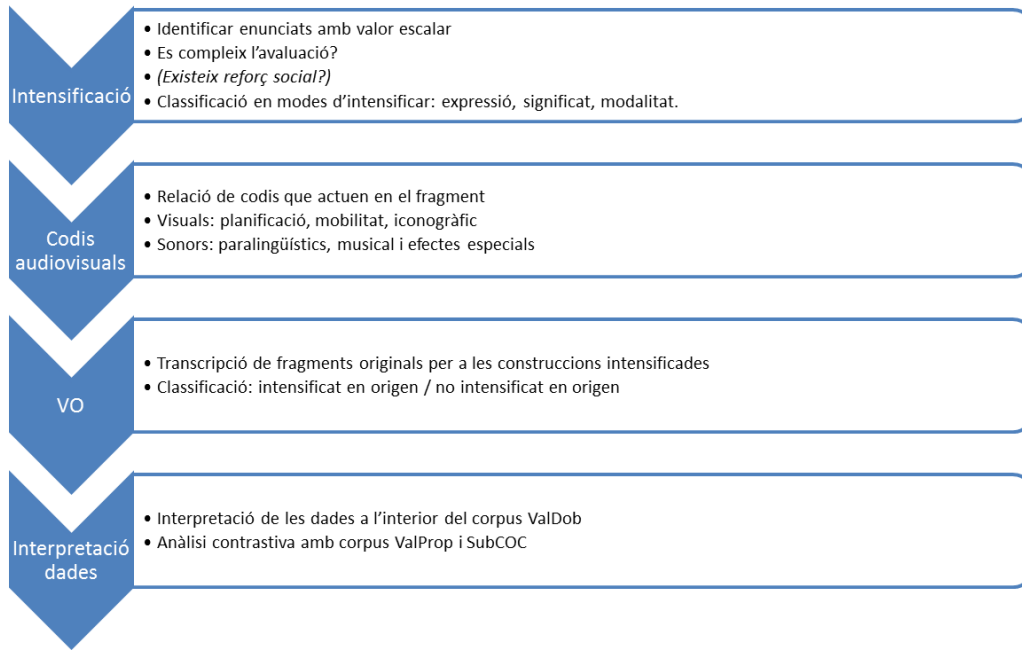 Intensificació
• Identificar enunciats amb valor escalar
• Es compleix l’avaluació?
• (Existeix reforç social?)
• Classificació en modes d’intensificar: expressió, significat, modalitat.
Codis
audiovisuals
• Relació de codis que actuen en el fragment
• Visuals: planificació, mobilitat, iconogràfic
• Sonors: paralingüístics, musical i efectes especials
VO
• Transcripció de fragments originals per a les construccions intensificades
• Classificació: intensificat en origen / no intensificat en origen
Interpretació
dades
• Interpretació de les dades a l’interior del corpus ValDob
• Anàlisi contrastiva amb corpus ValProp i SubCOC